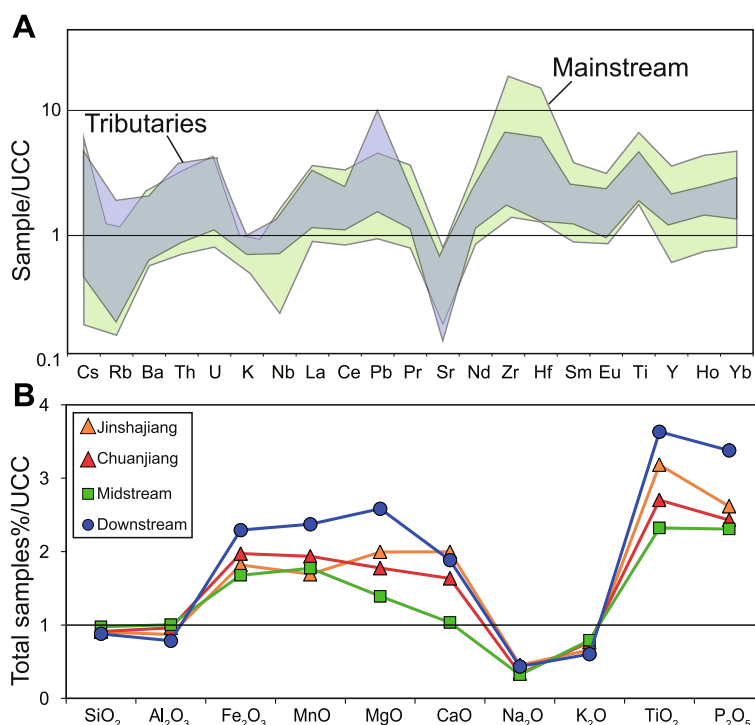 A
Mainstream
Tributaries
Sample/UCC
10
1
0.1
Cs Rb Ba Th U K Nb La Ce Pb Pr Sr Nd Zr Hf Sm Eu Ti Y Ho Yb
B
Total samples%/UCC
4
3
2
1
0
Jinshajiang
Chuanjiang
Midstream
Downstream
SiO₂ Al₂O₃ Fe₂O₃ MnO MgO CaO Na₂O K₂O TiO₂ P₂O₅